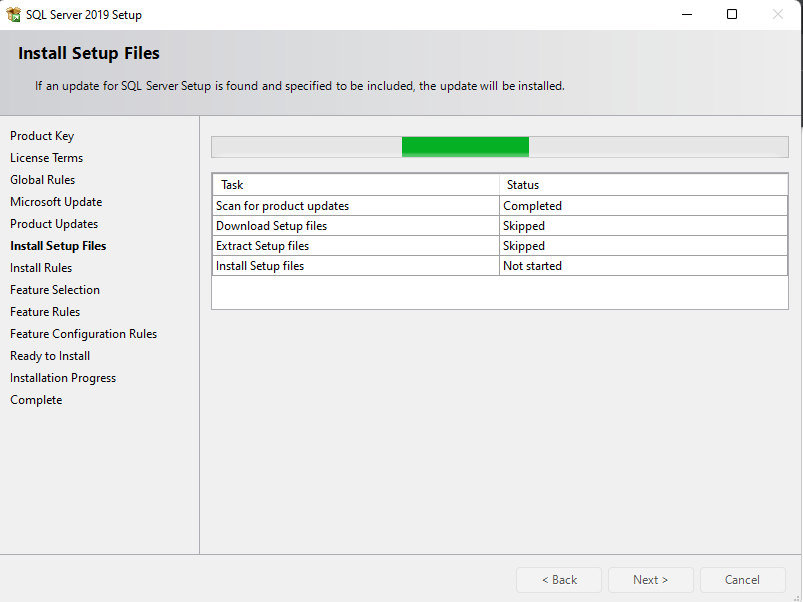 SQL Server 2019 Setup
Install Setup Files
If an update for SQL Server Setup is found and specified to be included, the update will be installed.
Product Key
License Terms
Global Rules
Microsoft Update
Product Updates
Install Setup Files
Install Rules
Feature Selection
Feature Rules
Feature Configuration Rules
Ready to Install
Installation Progress
Complete
Task Status
Scan for product updates Completed
Download Setup files Skipped
Extract Setup files Skipped
Install Setup files Not started
< Back Next > Cancel